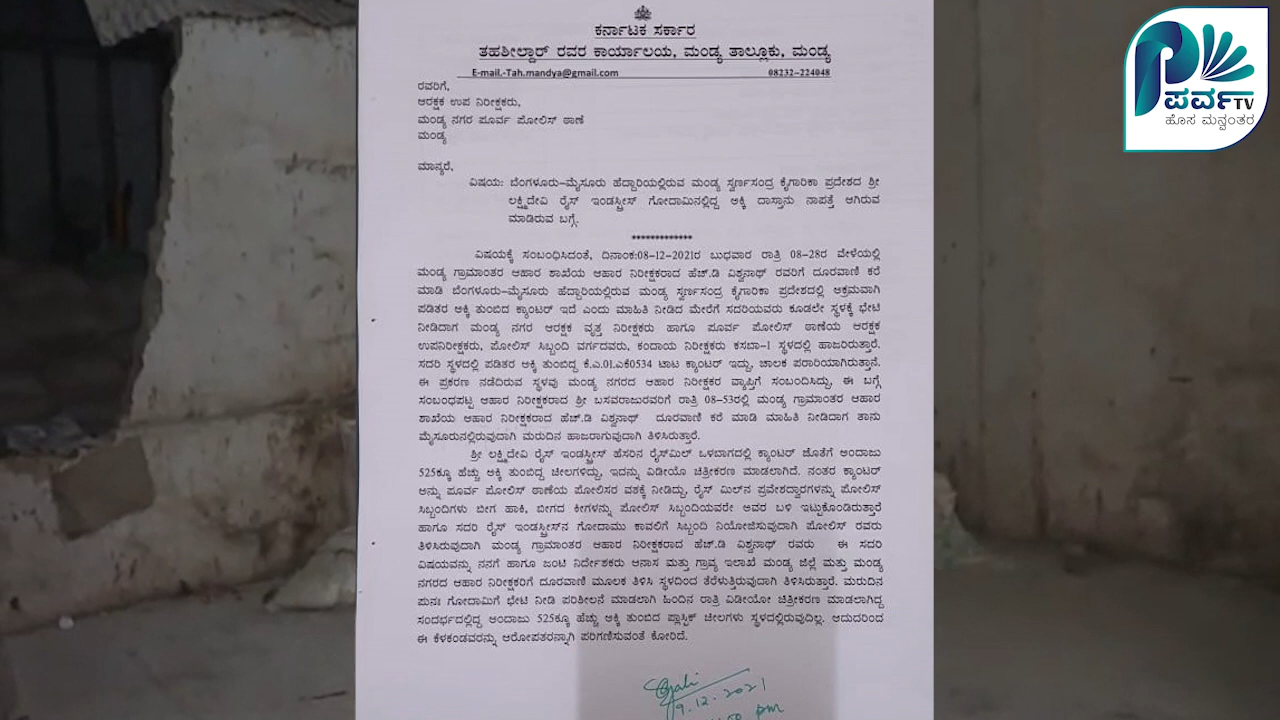 ಕರ್ನಾಟಕ ಸರ್ಕಾರ
ತಹಶೀಲ್ದಾರ್ ರವರ ಕಾರ್ಯಾಲಯ, ಮಂಡ್ಯ ತಾಲ್ಲೂಕು, ಮಂಡ್ಯ
E-mail.-Tah.mandya@gmail.com 08232-224048
ರವರಿಗೆ,
ಆರಕ್ಷಕ ಉಪ ನಿರೀಕ್ಷಕರು,
ಮಂಡ್ಯ ನಗರ ಪೂರ್ವ ಪೋಲಿಸ್ ಠಾಣೆ
ಮಂಡ್ಯ
ಮಾನ್ಯರೆ,
ವಿಷಯ: ಬೆಂಗಳೂರು-ಮೈಸೂರು ಹೆದ್ದಾರಿಯಲ್ಲಿರುವ ಮಂಡ್ಯ ಸ್ವರ್ಣಸಂದ್ರ ಕೈಗಾರಿಕಾ ಪ್ರದೇಶದ ಶ್ರೀ
ಲಕ್ಷ್ಮಿದೇವಿ ರೈಸ್ ಇಂಡಸ್ಟ್ರೀಸ್ ಗೋದಾಮಿನಲ್ಲಿದ್ದ ಅಕ್ಕಿ ದಾಸ್ತಾನು ನಾಪತ್ತೆ ಆಗಿರುವ
ಮಾಡಿರುವ ಬಗ್ಗೆ.
*************
ವಿಷಯಕ್ಕೆ ಸಂಬಂಧಿಸಿದಂತೆ, ದಿನಾಂಕ:08-12-2021ರ ಬುಧವಾರ ರಾತ್ರಿ 08-28ರ ವೇಳೆಯಲ್ಲಿ
ಮಂಡ್ಯ ಗ್ರಾಮಾಂತರ ಆಹಾರ ಶಾಖೆಯ ಆಹಾರ ನಿರೀಕ್ಷಕರಾದ ಹೆಚ್.ಡಿ ವಿಶ್ವನಾಥ್ ರವರಿಗೆ ದೂರವಾಣಿ ಕರೆ
ಮಾಡಿ ಬೆಂಗಳೂರು-ಮೈಸೂರು ಹೆದ್ದಾರಿಯಲ್ಲಿರುವ ಮಂಡ್ಯ ಸ್ವರ್ಣಸಂದ್ರ ಕೈಗಾರಿಕಾ ಪ್ರದೇಶದಲ್ಲಿ ಅಕ್ರಮವಾಗಿ
ಪಡಿತರ ಅಕ್ಕಿ ತುಂಬಿದ ಕ್ಯಾಂಟರ್ ಇದೆ ಎಂದು ಮಾಹಿತಿ ನೀಡಿದ ಮೇರೆಗೆ ಸದರಿಯವರು ಕೂಡಲೇ ಸ್ಥಳಕ್ಕೆ ಭೇಟಿ
ನೀಡಿದಾಗ ಮಂಡ್ಯ ನಗರ ಆರಕ್ಷಕ ವೃತ್ತ ನಿರೀಕ್ಷಕರು ಹಾಗೂ ಪೂರ್ವ ಪೋಲಿಸ್ ಠಾಣೆಯ ಆರಕ್ಷಕ
ಉಪನಿರೀಕ್ಷಕರು, ಪೋಲಿಸ್ ಸಿಬ್ಬಂದಿ ವರ್ಗದವರು, ಕಂದಾಯ ನಿರೀಕ್ಷಕರು ಕಸಬಾ-1 ಸ್ಥಳದಲ್ಲಿ ಹಾಜರಿರುತ್ತಾರೆ.
ಸದರಿ ಸ್ಥಳದಲ್ಲಿ ಪಡಿತರ ಅಕ್ಕಿ ತುಂಬಿದ್ದ ಕೆ.ಎ.01.ಎಕೆ0534 ಟಾಟ ಕ್ಯಾಂಟರ್ ಇದ್ದು, ಚಾಲಕ ಪರಾರಿಯಾಗಿರುತ್ತಾನೆ.
ಈ ಪ್ರಕರಣ ನಡೆದಿರುವ ಸ್ಥಳವು ಮಂಡ್ಯ ನಗರದ ಆಹಾರ ನಿರೀಕ್ಷಕರ ವ್ಯಾಪ್ತಿಗೆ ಸಂಬಂದಿಸಿದ್ದು, ಈ ಬಗ್ಗೆ
ಸಂಬಂಧಪಟ್ಟ ಆಹಾರ ನಿರೀಕ್ಷಕರಾದ ಶ್ರೀ ಬಸವರಾಜುರವರಿಗೆ ರಾತ್ರಿ 08-53ರಲ್ಲಿ ಮಂಡ್ಯ ಗ್ರಾಮಾಂತರ ಆಹಾರ
ಶಾಖೆಯ ಆಹಾರ ನಿರೀಕ್ಷಕರಾದ ಹೆಚ್.ಡಿ ವಿಶ್ವನಾಥ್ ದೂರವಾಣಿ ಕರೆ ಮಾಡಿ ಮಾಹಿತಿ ನೀಡಿದಾಗ ತಾನು
ಮೈಸೂರುನಲ್ಲಿರುವುದಾಗಿ ಮರುದಿನ ಹಾಜರಾಗುವುದಾಗಿ ತಿಳಿಸಿರುತ್ತಾರೆ.
ಶ್ರೀ ಲಕ್ಷ್ಮಿದೇವಿ ರೈಸ್ ಇಂಡಸ್ಟ್ರೀಸ್ ಹೆಸರಿನ ರೈಸ್‌ಮಿಲ್ ಒಳಬಾಗದಲ್ಲಿ ಕ್ಯಾಂಟರ್ ಜೊತೆಗೆ ಅಂದಾಜು
525ಕ್ಕೂ ಹೆಚ್ಚು ಅಕ್ಕಿ ತುಂಬಿದ್ದ ಚೀಲಗಳಿದ್ದು, ಇದನ್ನು ವಿಡೀಯೊ ಚಿತ್ರೀಕರಣ ಮಾಡಲಾಗಿದೆ. ನಂತರ ಕ್ಯಾಂಟರ್
ಅನ್ನು ಪೂರ್ವ ಪೋಲಿಸ್ ಠಾಣೆಯ ಪೋಲಿಸರ ವಶಕ್ಕೆ ನೀಡಿದ್ದು, ರೈಸ್ ಮಿಲ್‌ನ ಪ್ರವೇಶದ್ವಾರಗಳನ್ನು ಪೋಲಿಸ್
ಸಿಬ್ಬಂದಿಗಳು ಬೀಗ ಹಾಕಿ, ಬೀಗದ ಕೀಗಳನ್ನು ಪೋಲಿಸ್ ಸಿಬ್ಬಂದಿಯವರೇ ಅವರ ಬಳಿ ಇಟ್ಟುಕೊಂಡಿರುತ್ತಾರೆ
ಹಾಗೂ ಸದರಿ ರೈಸ್ ಇಂಡಸ್ಟ್ರೀಸ್‌ನ ಗೋದಾಮು ಕಾವಲಿಗೆ ಸಿಬ್ಬಂದಿ ನಿಯೋಜಿಸುವುದಾಗಿ ಪೋಲಿಸ್ ರವರು
ತಿಳಿಸಿರುವುದಾಗಿ ಮಂಡ್ಯ ಗ್ರಾಮಾಂತರ ಆಹಾರ ನಿರೀಕ್ಷಕರಾದ ಹೆಚ್.ಡಿ ವಿಶ್ವನಾಥ್ ರವರು ಈ ಸದರಿ
ವಿಷಯವನ್ನು ನನಗೆ ಹಾಗೂ ಜಂಟಿ ನಿರ್ದೇಶಕರು ಆನಾಸ ಮತ್ತು ಗ್ರಾವ್ಯ ಇಲಾಖೆ ಮಂಡ್ಯ ಜಿಲ್ಲೆ ಮತ್ತು ಮಂಡ್ಯ
ನಗರದ ಆಹಾರ ನಿರೀಕ್ಷಕರಿಗೆ ದೂರವಾಣಿ ಮೂಲಕ ತಿಳಿಸಿ ಸ್ಥಳದಿಂದ ತೆರೆಳುತ್ತಿರುವುದಾಗಿ ತಿಳಿಸಿರುತ್ತಾರೆ. ಮರುದಿನ
ಪುನಃ ಗೋದಾಮಿಗೆ ಭೇಟಿ ನೀಡಿ ಪರಿಶೀಲನೆ ಮಾಡಲಾಗಿ ಹಿಂದಿನ ರಾತ್ರಿ ವಿಡೀಯೋ ಚಿತ್ರೀಕರಣ ಮಾಡಲಾಗಿದ್ದ
ಸಂದರ್ಭದಲ್ಲಿದ್ದ ಅಂದಾಜು 525ಕ್ಕೂ ಹೆಚ್ಚು ಅಕ್ಕಿ ತುಂಬಿದ ಪ್ಲಾಸ್ಟಿಕ್ ಚೀಲಗಳು ಸ್ಥಳದಲ್ಲಿರುವುದಿಲ್ಲ. ಆದುದರಿಂದ
ಈ ಕೆಳಕಂಡವರನ್ನು ಆರೋಪತರನ್ನಾಗಿ ಪರಿಗಣಿಸುವಂತೆ ಕೋರಿದೆ.
9.12.2021
pm
ಪರ್ವ TV
ಹೊಸ ಮನ್ವಂತರ